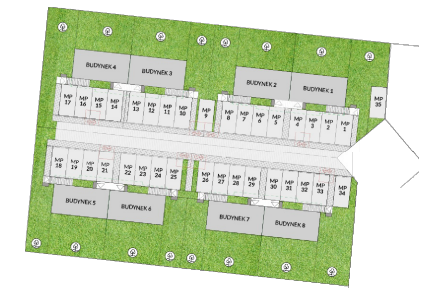 BUDYNEK 4
BUDYNEK 3
BUDYNEK 2
BUDYNEK 1
MP 35
MP 17
MP 16
MP 15
MP 14
MP 13
MP 12
MP 11
MP 10
MP 9
MP 8
MP 7
MP 6
MP 5
MP 4
MP 3
MP 2
MP 1
MP 18
MP 19
MP 20
MP 21
MP 22
MP 23
MP 24
MP 25
MP 26
MP 27
MP 28
MP 29
MP 30
MP 31
MP 32
MP 33
MP 34
BUDYNEK 5
BUDYNEK 6
BUDYNEK 7
BUDYNEK 8